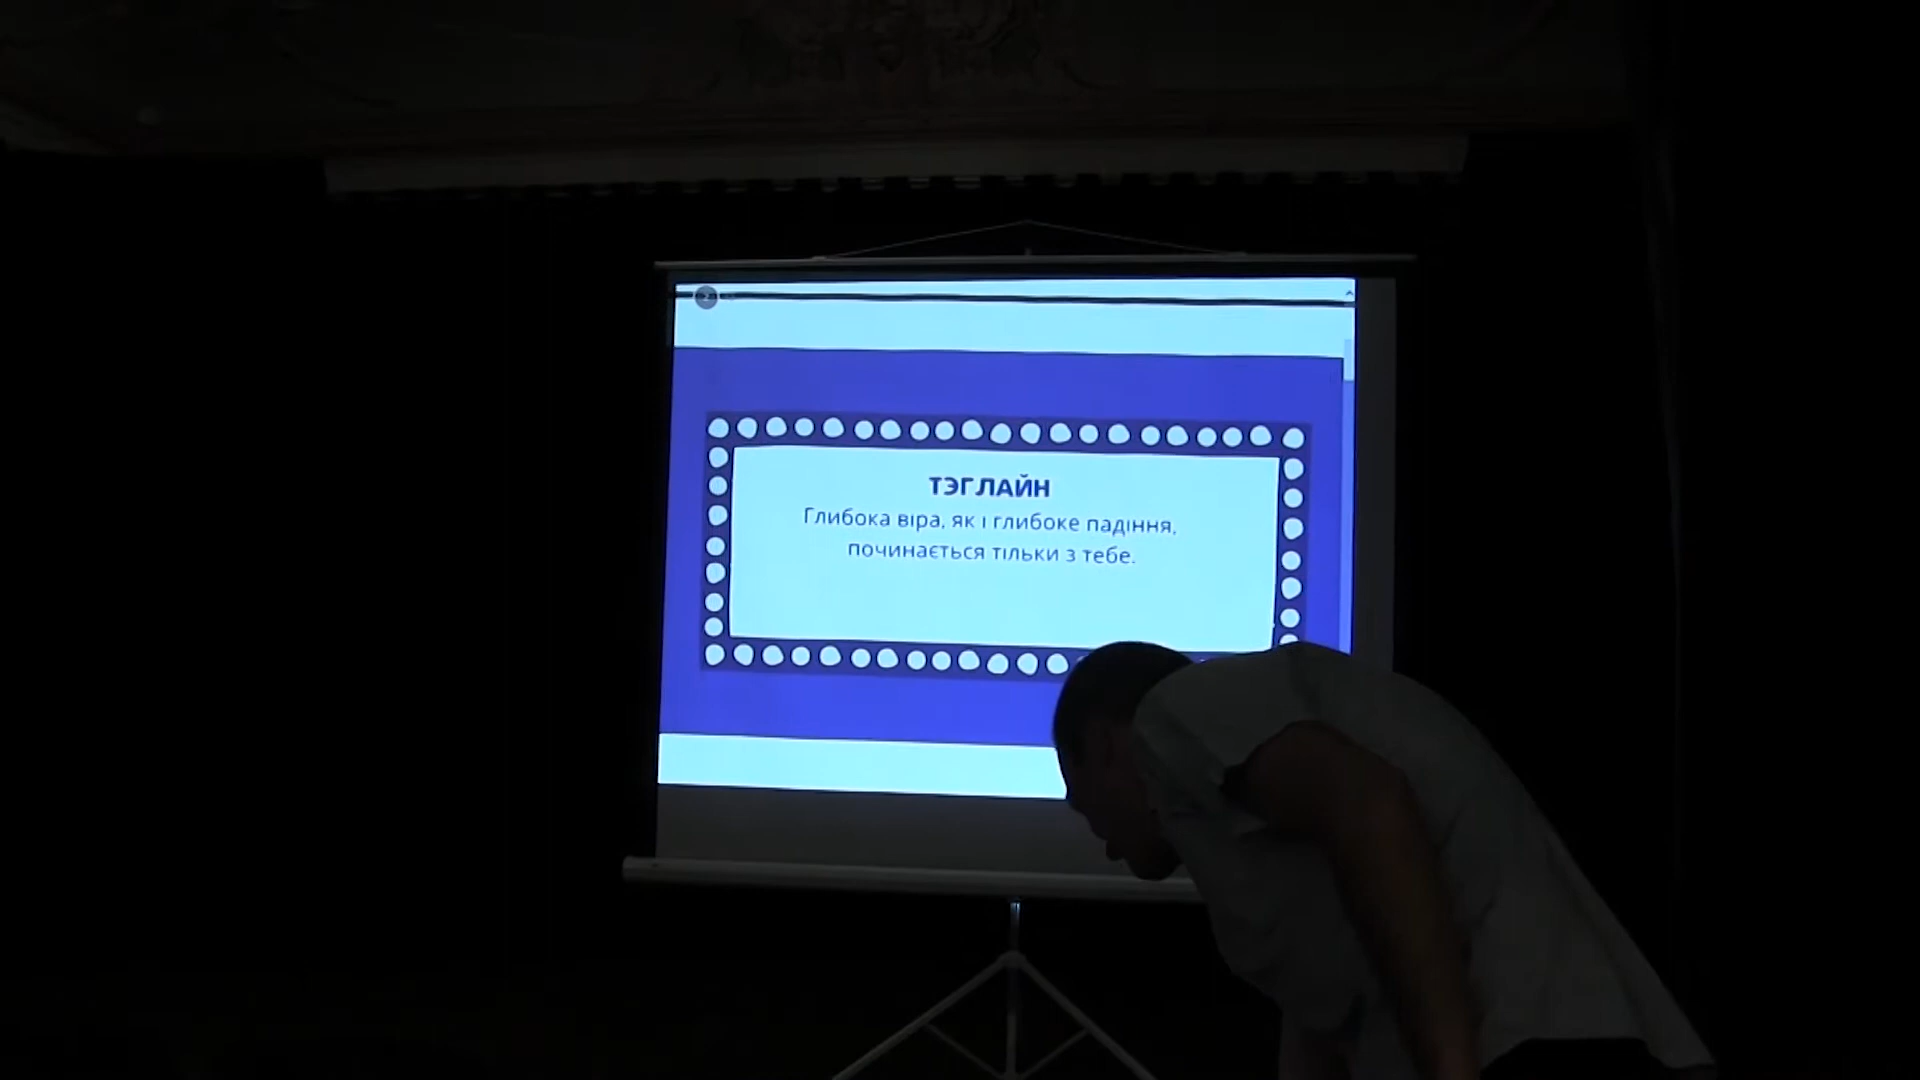 ТЭГЛАЙН
Глибока віра, як і глибоке падіння,
починається тільки з тебе.